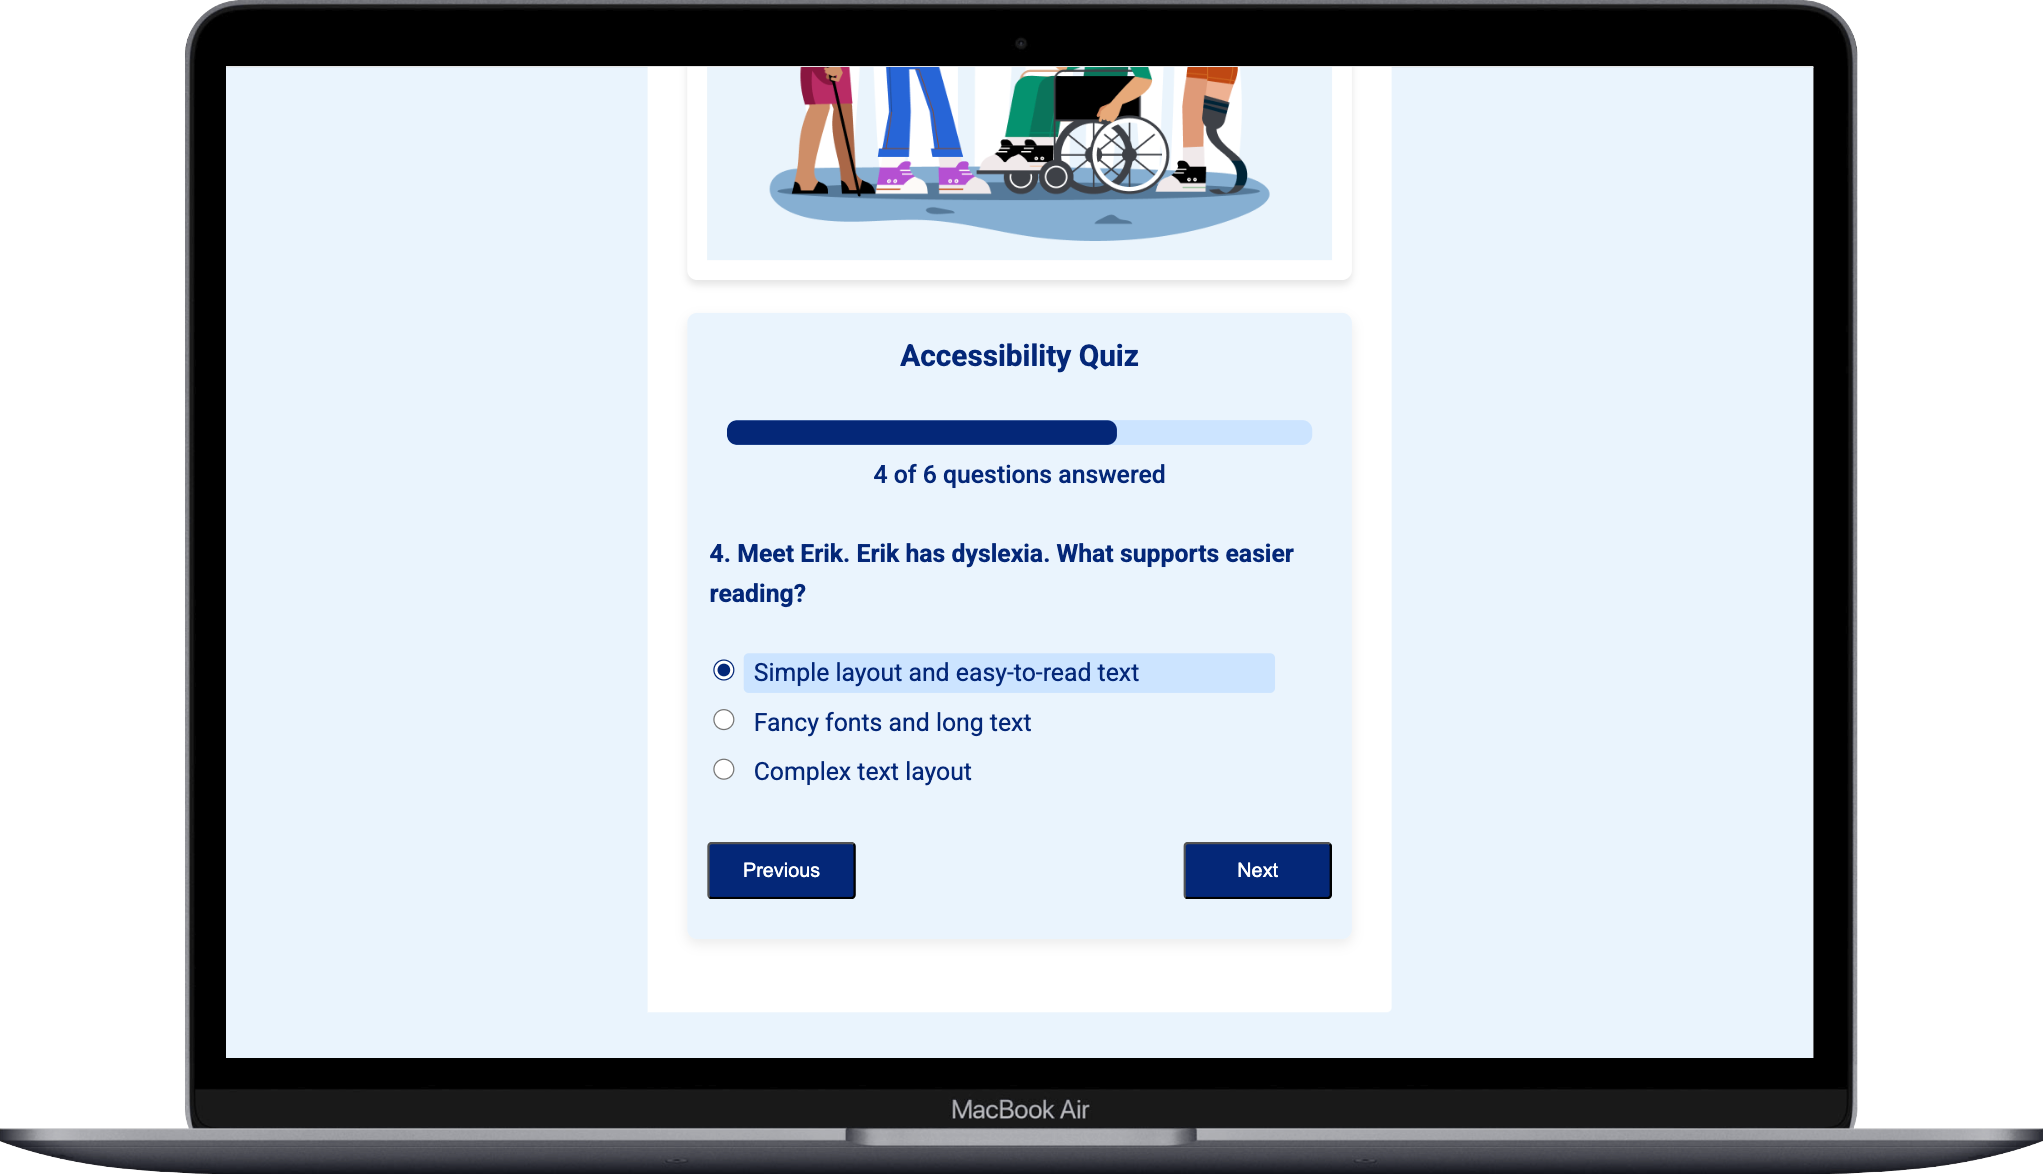 Accessibility Quiz
4 of 6 questions answered
4. Meet Erik. Erik has dyslexia. What supports easier
reading?
Simple layout and easy-to-read text
Fancy fonts and long text
Complex text layout
Previous
Next
MacBook Air